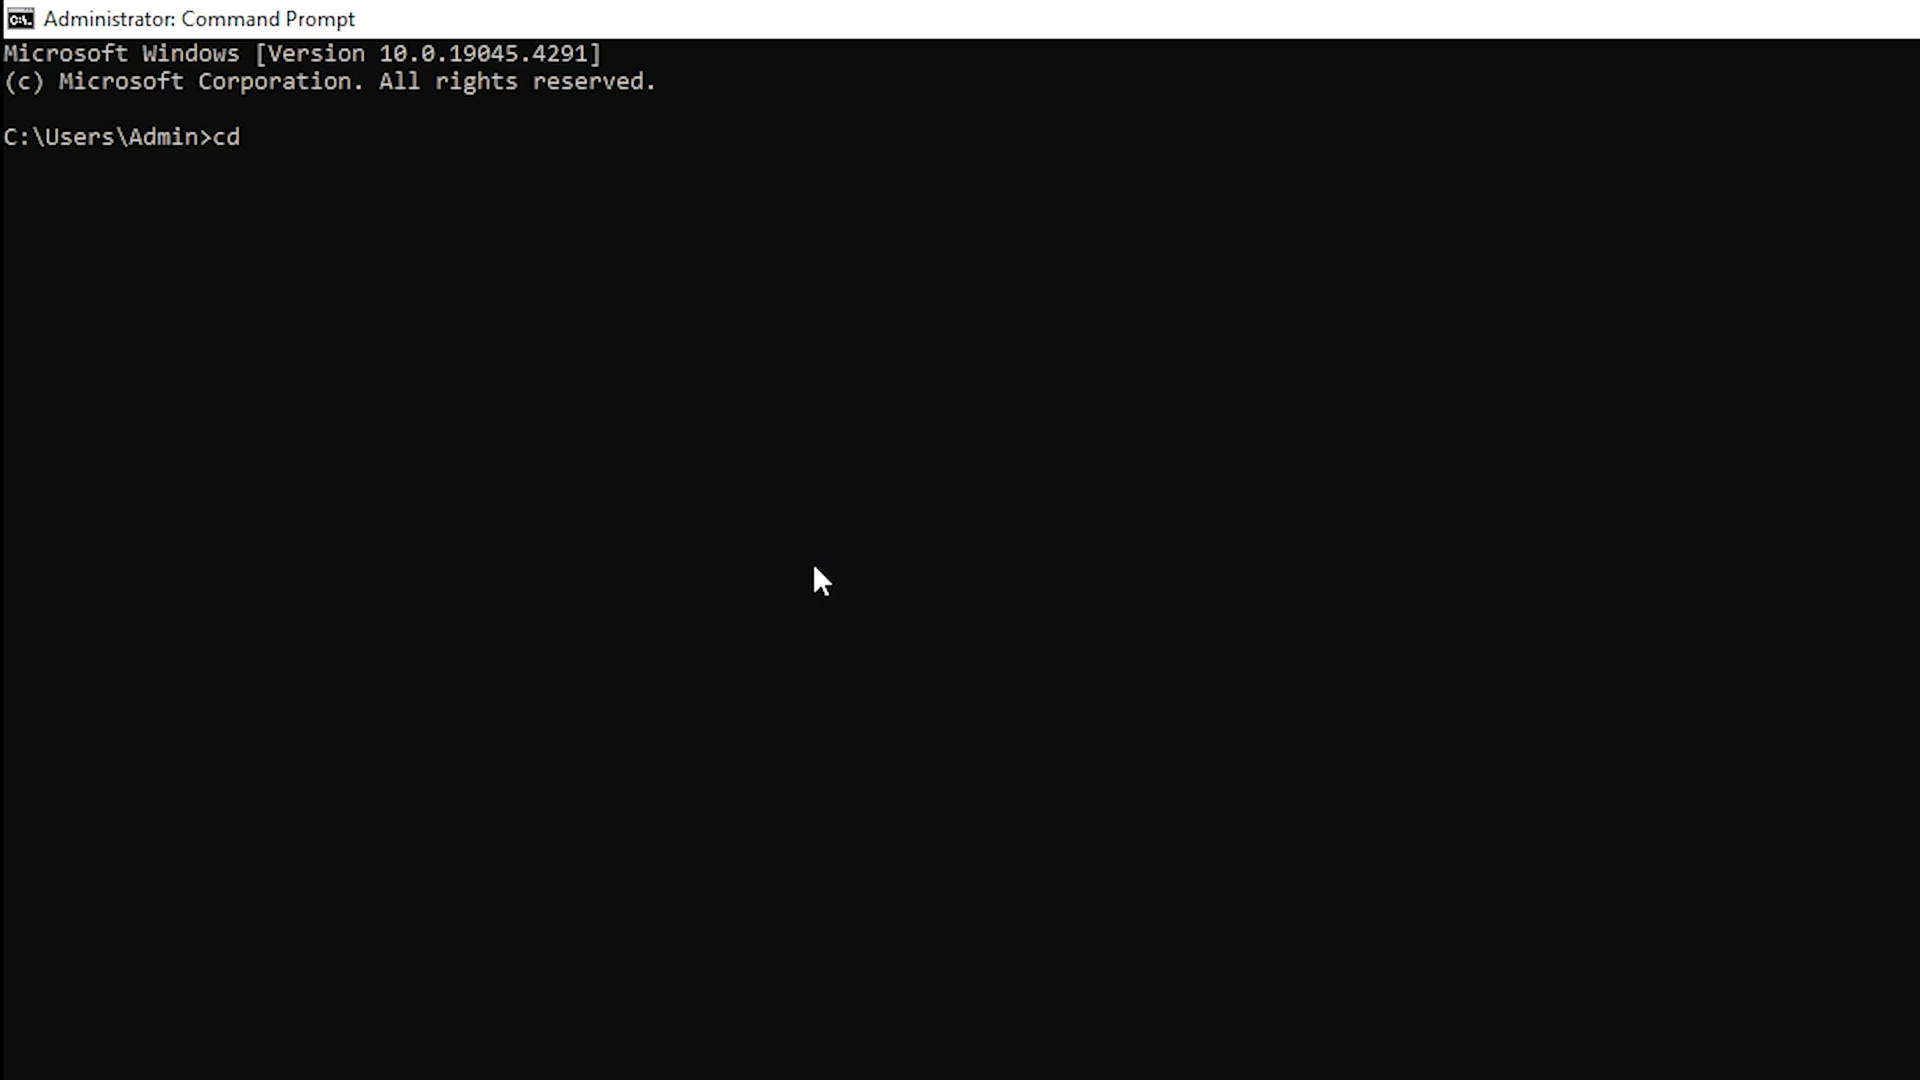 Administrator: Command Prompt
Microsoft Windows [Version 10.0.19045.4291]
(c) Microsoft Corporation. All rights reserved.
C:\Users\Admin>cd